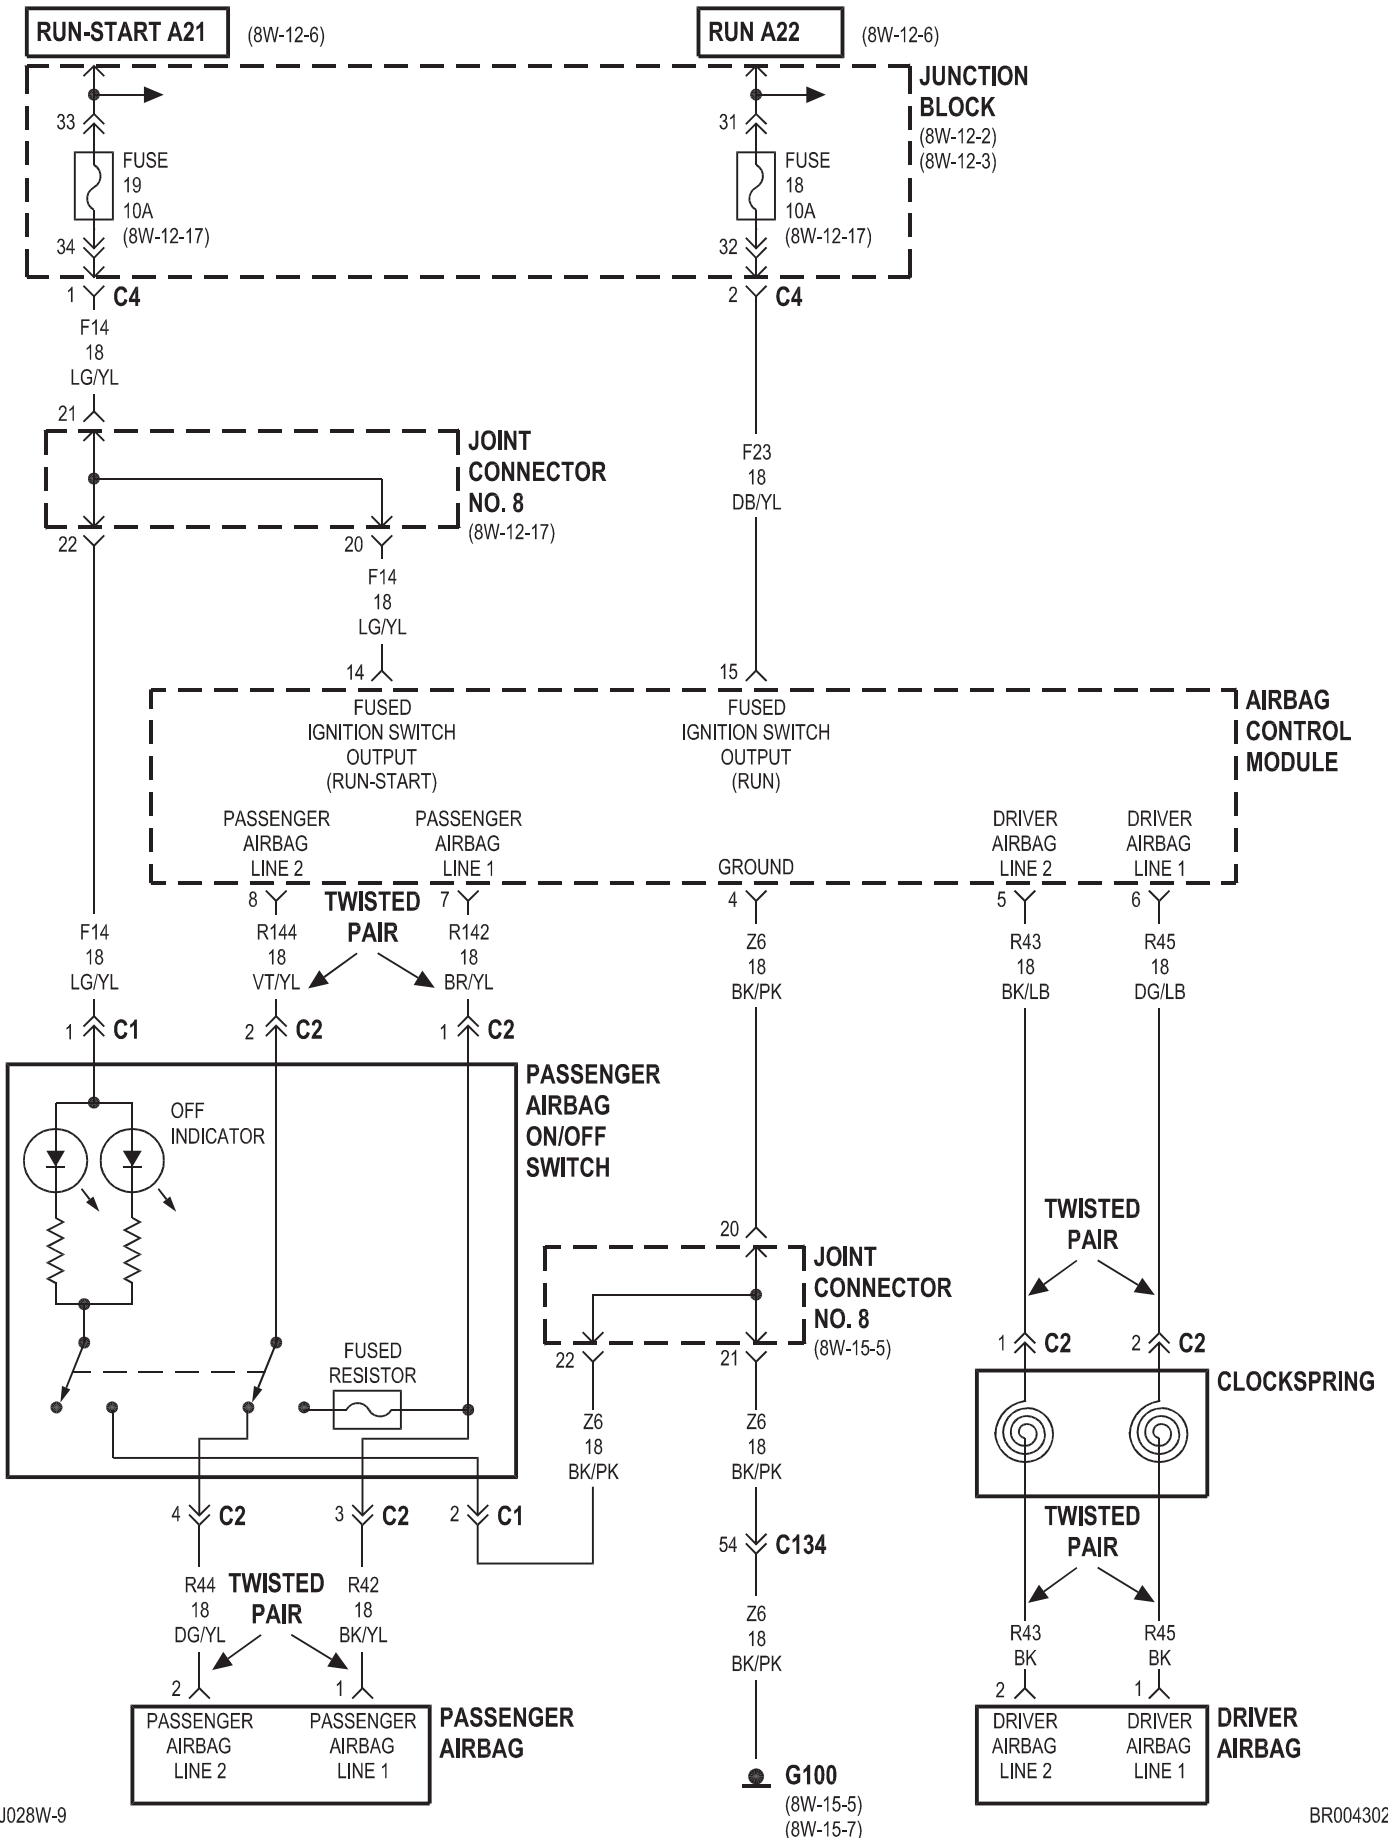 RUN-START A21 (8W-12-6) RUN A22 (8W-12-6)
JUNCTION
BLOCK
(8W-12-2)
(8W-12-3)
33 31
FUSE FUSE
19 18
10A 10A
(8W-12-17) (8W-12-17)
34 32
1 C4 2 C4
F14
18
LG/YL
21
JOINT
CONNECTOR
NO. 8
(8W-12-17)
F23
18
DB/YL
22 20
F14
18
LG/YL
14 15
AIRBAG
CONTROL
MODULE
FUSED FUSED
IGNITION SWITCH IGNITION SWITCH
OUTPUT OUTPUT
(RUN-START) (RUN)
PASSENGER PASSENGER DRIVER DRIVER
AIRBAG AIRBAG AIRBAG AIRBAG
LINE 2 LINE 1 GROUND LINE 2 LINE 1
8 TWISTED 7 4 5 6
PAIR
F14 R144 R142 Z6 R43 R45
18 18 18 18 18 18
LG/YL VT/YL BR/YL BK/PK BK/LB DG/LB
1 C1 2 C2 1 C2
PASSENGER
AIRBAG
ON/OFF
SWITCH
OFF
INDICATOR
TWISTED
PAIR
20
JOINT
CONNECTOR
NO. 8
(8W-15-5)
FUSED
RESISTOR
22 21
1 C2 2 C2
CLOCKSPRING
Z6 Z6
18 18
BK/PK BK/PK
4 C2 3 C2 2 C1
TWISTED
PAIR
54 C134
R44 TWISTED R42
18 PAIR 18
DG/YL BK/YL
Z6
18
BK/PK
R43 R45
BK BK
2 1 2 1
PASSENGER PASSENGER
AIRBAG AIRBAG
LINE 2 LINE 1
PASSENGER
AIRBAG
DRIVER DRIVER
AIRBAG AIRBAG
LINE 2 LINE 1
DRIVER
AIRBAG
G100
(8W-15-5)
(8W-15-7)
J028W-9 BR004302